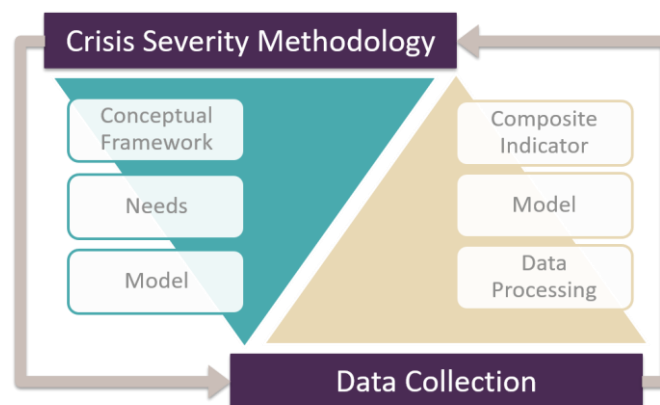 Crisis Severity Methodology
Conceptual
Framework
Needs
Model
Composite
Indicator
Model
Data
Processing
Data Collection